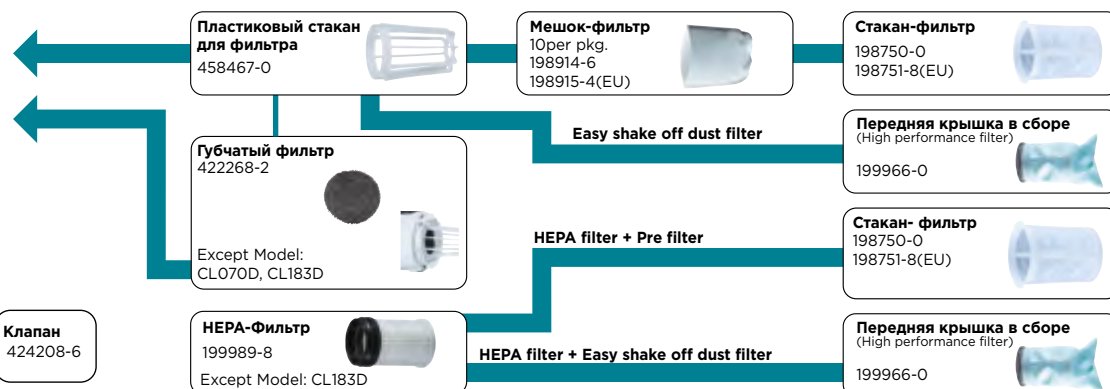 Пластиковый стакан
для фильтра
458467-0
Мешок-фильтр
10per pkg.
198914-6
198915-4(EU)
Стакан-фильтр
198750-0
198751-8(EU)
Easy shake off dust filter
Передняя крышка в сборе
(High performance filter)
199966-0
Губчатый фильтр
422268-2
Except Model:
CL070D, CL183D
HEPA filter + Pre filter
Стакан- фильтр
198750-0
198751-8(EU)
Клапан
424208-6
HEPA-Фильтр
199989-8
Except Model: CL183D
HEPA filter + Easy shake off dust filter
Передняя крышка в сборе
(High performance filter)
199966-0